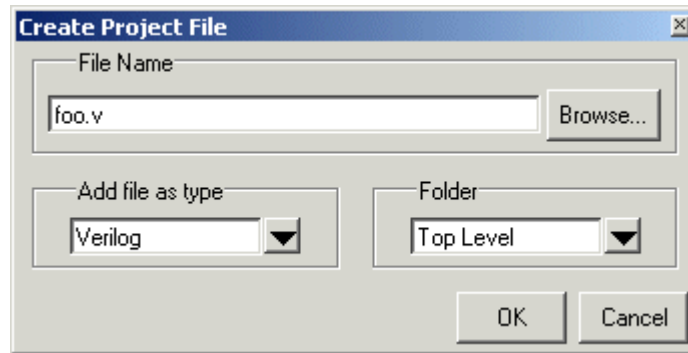 Create Project File
File Name
foo.v
Browse...
Add file as type
Folder
Verilog
Top Level
OK
Cancel